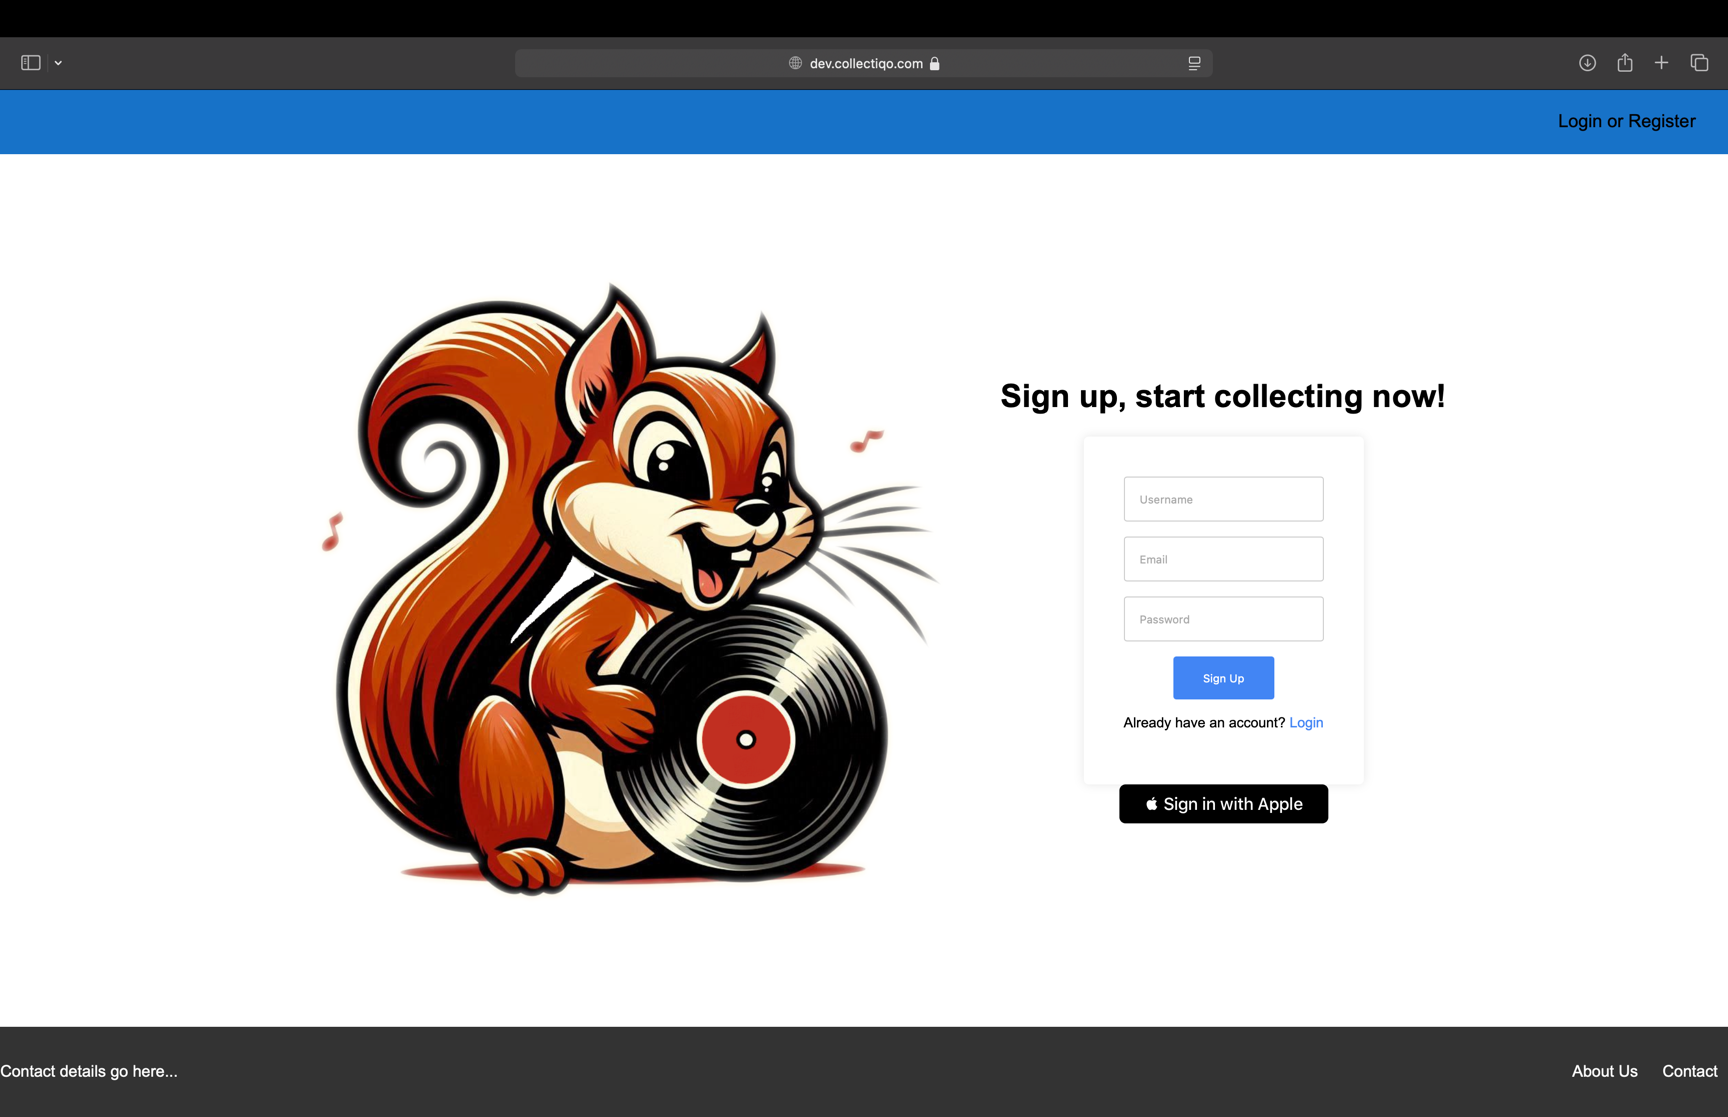 dev.collectiqo.com
Login or Register
Sign up, start collecting now!
Username
Email
Password
Sign Up
Already have an account? Login
Sign in with Apple
Contact details go here...
About Us
Contact